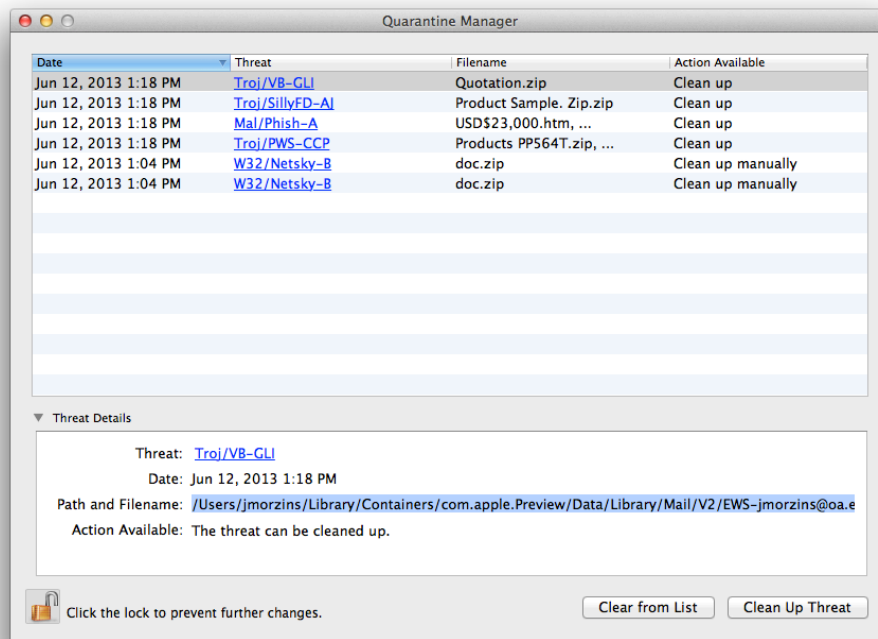 Quarantine Manager
Date Threat Filename Action Available
Jun 12, 2013 1:18 PM Troj/VB-GLI Quotation.zip Clean up
Jun 12, 2013 1:18 PM Troj/SillyFD-AJ Product Sample. Zip.zip Clean up
Jun 12, 2013 1:18 PM Mal/Phish-A USD$23,000.htm, ... Clean up
Jun 12, 2013 1:18 PM Troj/PWS-CCP Products PP564T.zip, ... Clean up
Jun 12, 2013 1:04 PM W32/Netsky-B doc.zip Clean up manually
Jun 12, 2013 1:04 PM W32/Netsky-B doc.zip Clean up manually
Threat Details
Threat: Troj/VB-GLI
Date: Jun 12, 2013 1:18 PM
Path and Filename: /Users/jmorzins/Library/Containers/com.apple.Preview/Data/Library/Mail/V2/EWS-jmorzins@oa.e
Action Available: The threat can be cleaned up.
Click the lock to prevent further changes.
Clear from List Clean Up Threat